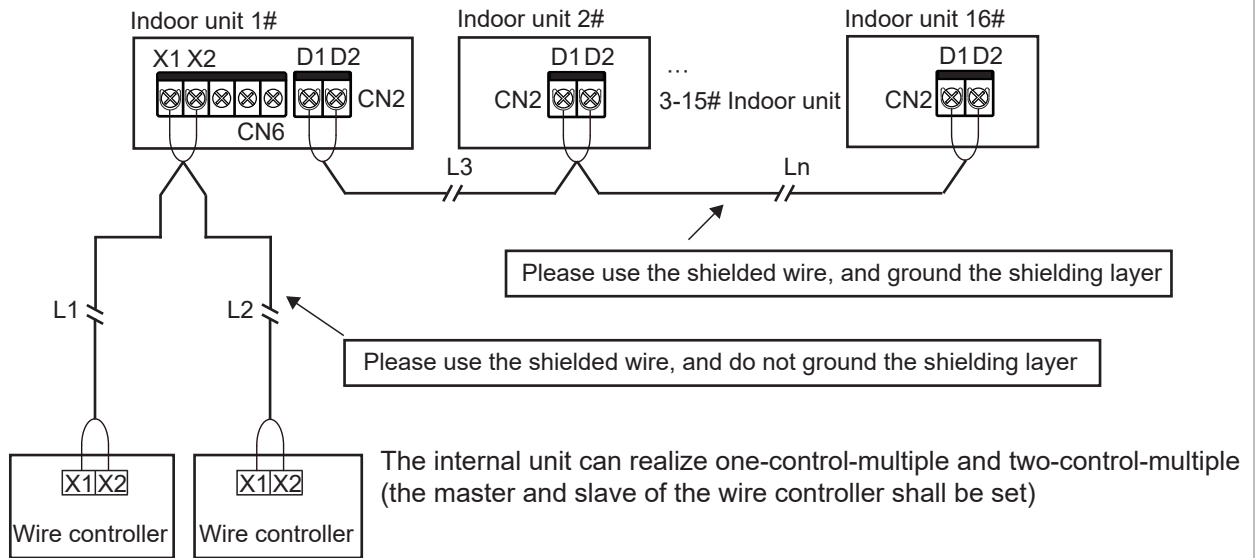 Indoor unit 1#
Indoor unit 2#
Indoor unit 16#
X1 X2
D1 D2
CN2
CN6
D1 D2
CN2
...
3-15# Indoor unit
D1 D2
CN2
L3
Ln
Please use the shielded wire, and ground the shielding layer
L1
L2
Please use the shielded wire, and do not ground the shielding layer
X1 X2
Wire controller
X1 X2
Wire controller
The internal unit can realize one-control-multiple and two-control-multiple
(the master and slave of the wire controller shall be set)